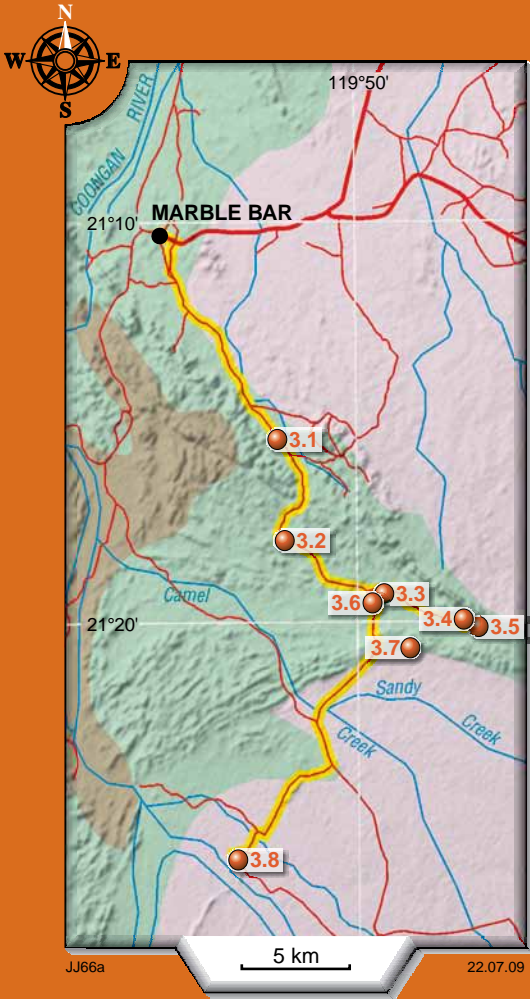 N
W E
S
119°50'
COONGAN RIVER
MARBLE BAR
21°10'
3.1
3.2
3.3
3.6
3.4
3.5
Camel
21°20'
3.7
Sandy
Creek
Creek
3.8
5 km
JJ66a
22.07.09